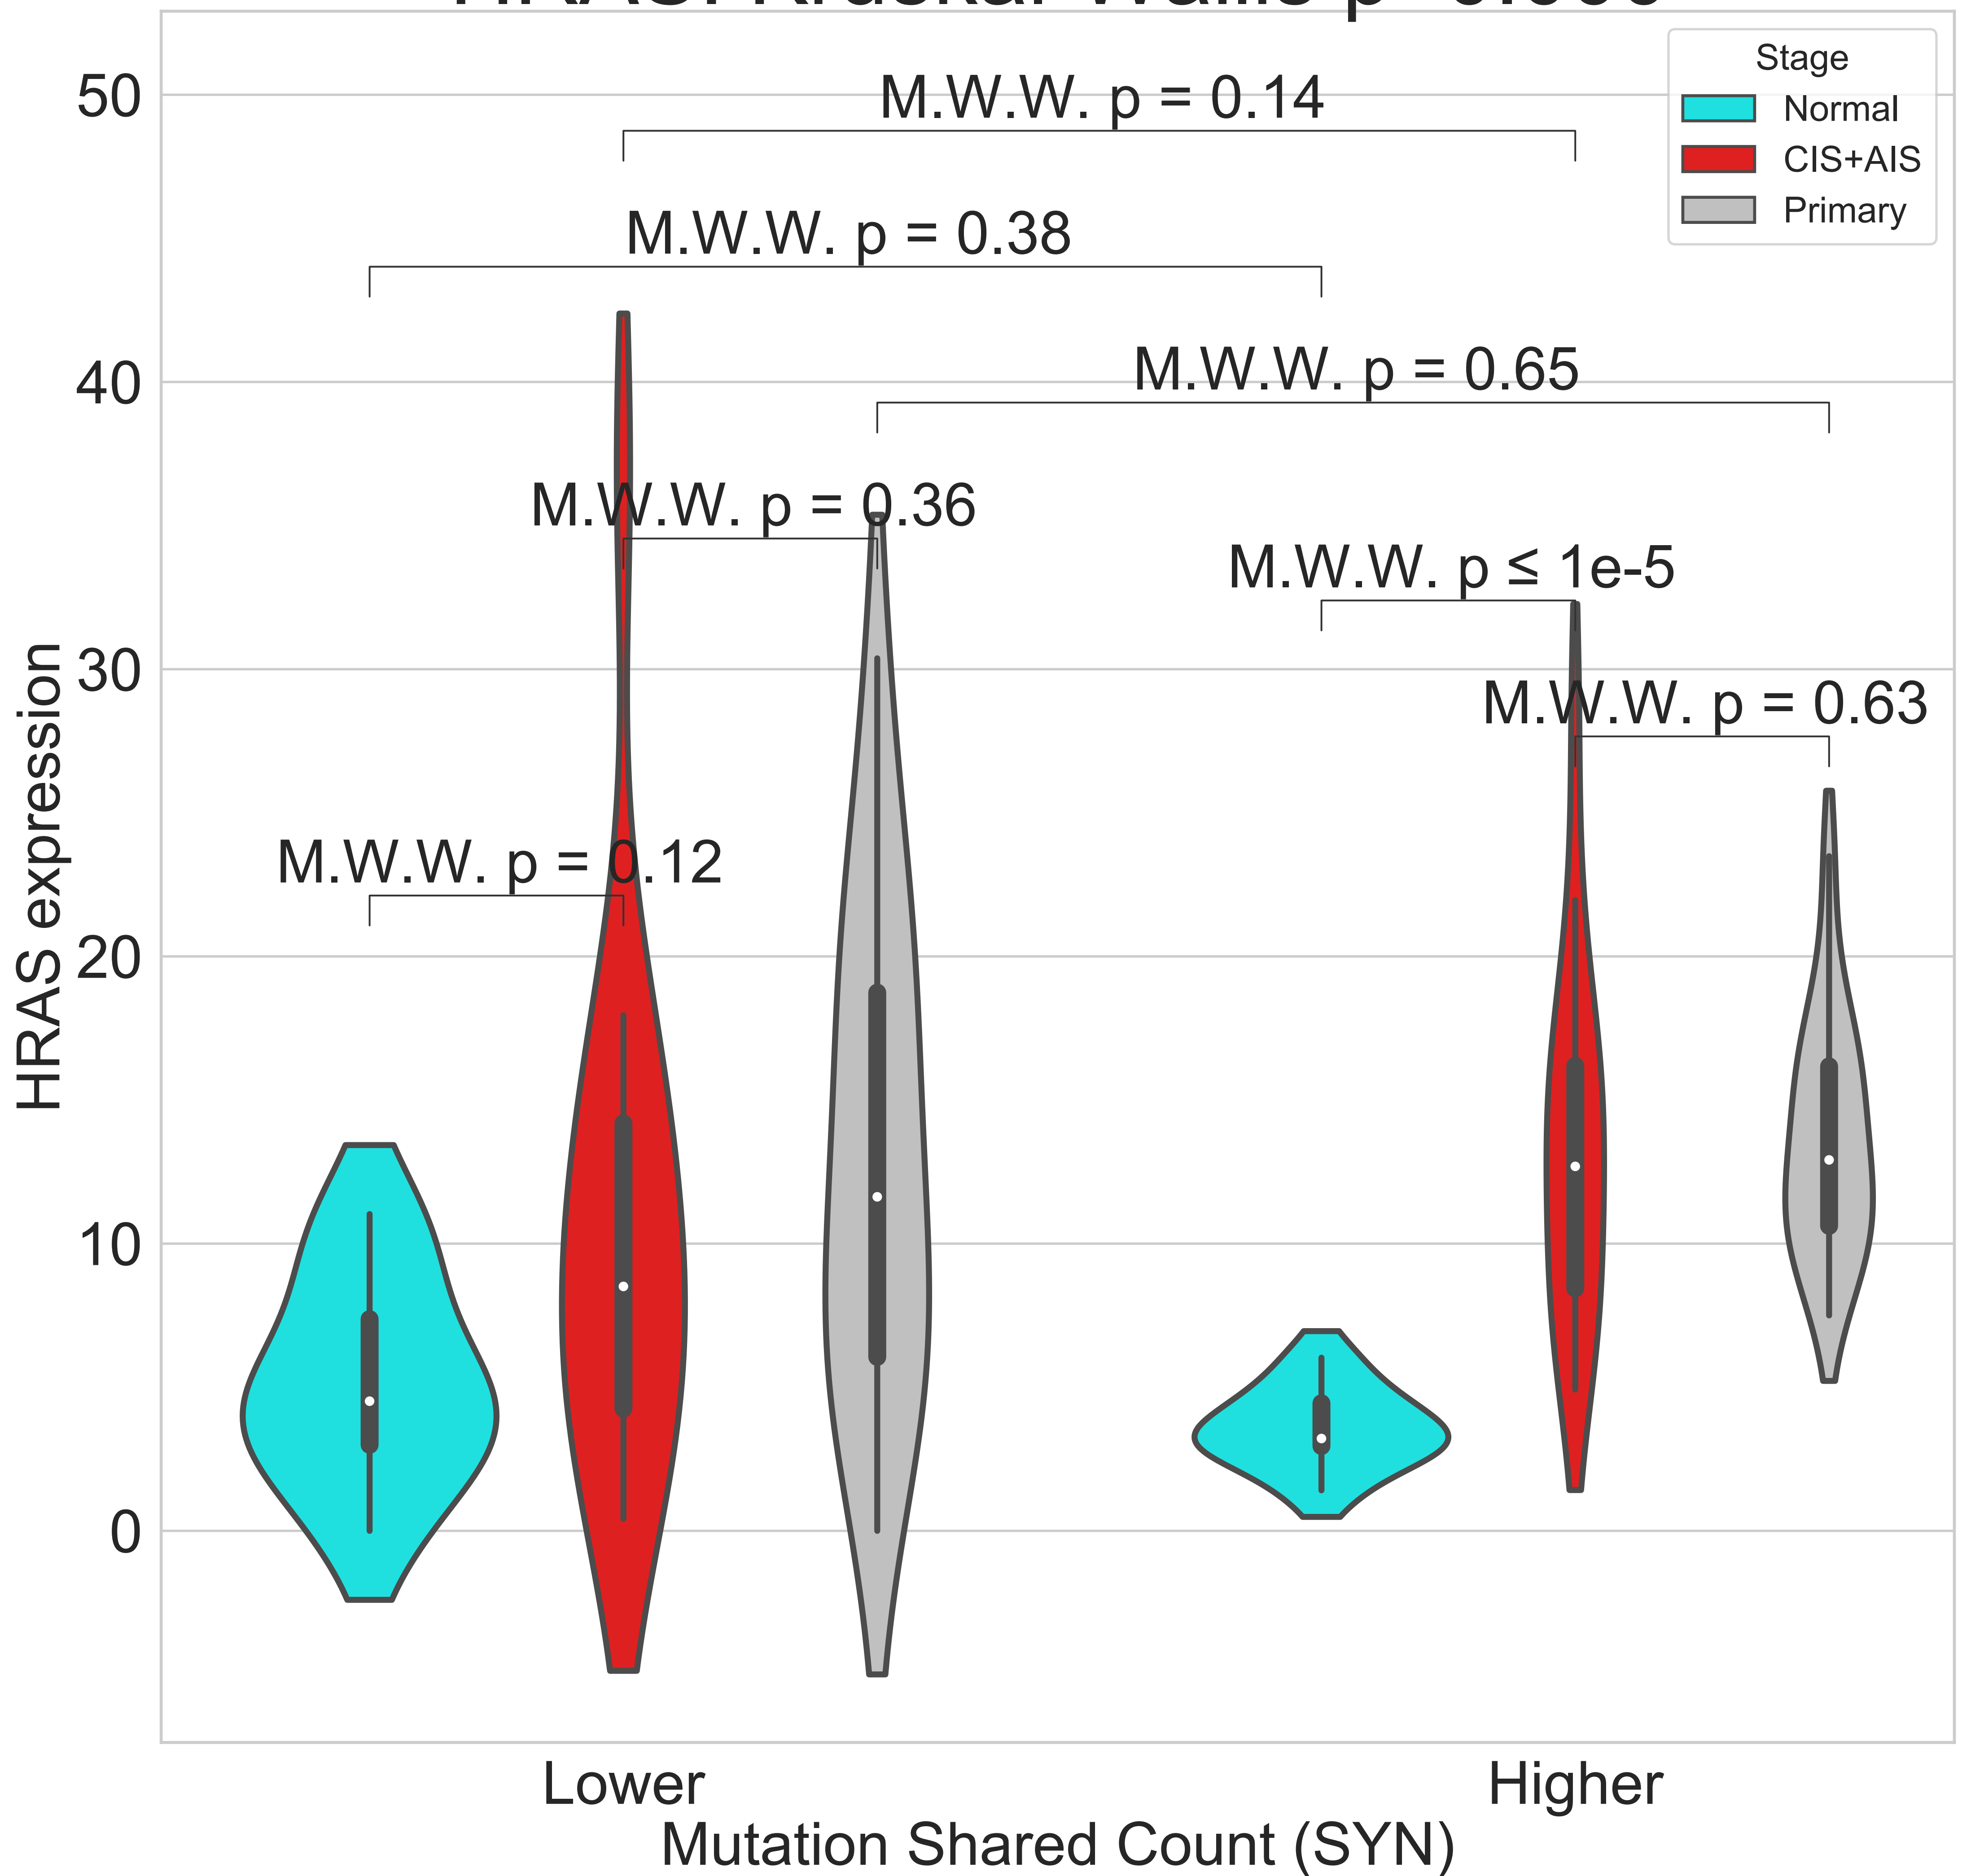 Stage
Normal
CIS+AIS
Primary
50
40
30
20
10
0
HRAS expression
M.W.W. p = 0.14
M.W.W. p = 0.38
M.W.W. p = 0.65
M.W.W. p = 0.36
M.W.W. p ≤ 1e-5
M.W.W. p = 0.63
M.W.W. p = 0.12
Lower
Higher
Mutation Shared Count (SYN)